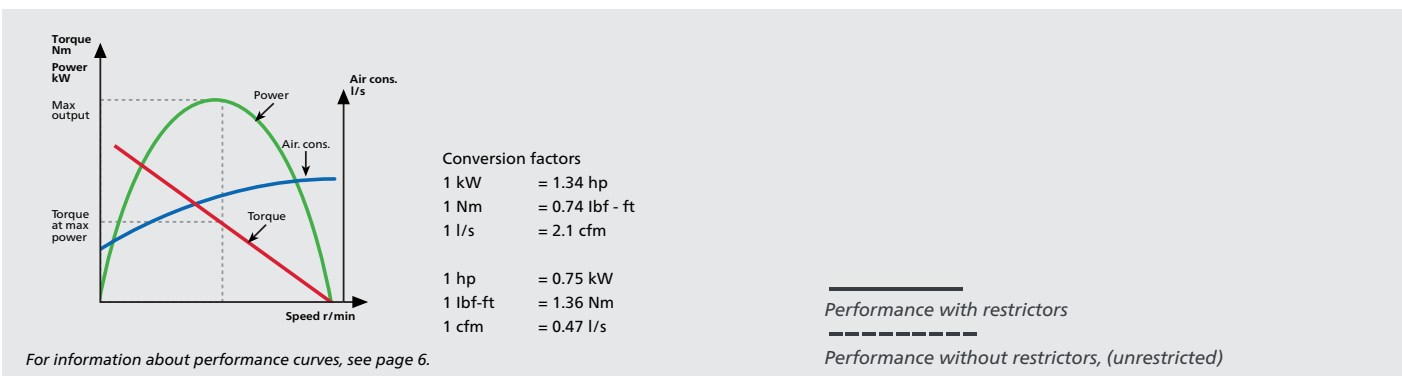 Torque
Nm
Power
kW
Max
output
Torque
at max
power
Power
Air cons.
l/s
Air. cons.
Torque
Speed r/min
For information about performance curves, see page 6.
Conversion factors
1 kW = 1.34 hp
1 Nm = 0.74 lbf - ft
1 l/s = 2.1 cfm
1 hp = 0.75 kW
1 lbf-ft = 1.36 Nm
1 cfm = 0.47 l/s
Performance with restrictors
Performance without restrictors, (unrestricted)